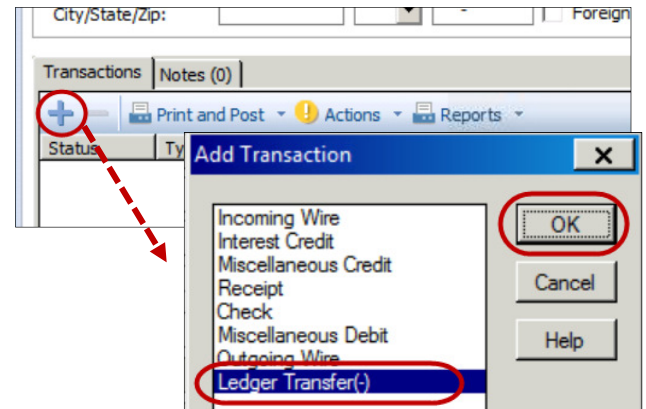 City/State/Zip: - Foreign
Transactions Notes (0)
Print and Post Actions Reports
Status Ty
Add Transaction
Incoming Wire
Interest Credit
Miscellaneous Credit
Receipt
Check
Miscellaneous Debit
Outgoing Wire
Ledger Transfer(-)
OK
Cancel
Help